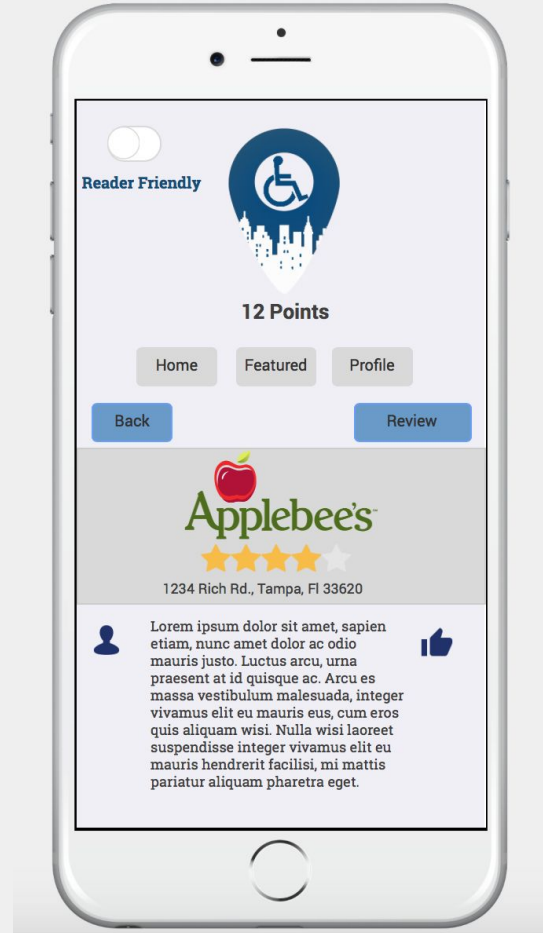 Reader Friendly
12 Points
Home Featured Profile
Back Review
Applebee's
1234 Rich Rd., Tampa, Fl 33620
Lorem ipsum dolor sit amet, sapien
etiam, nunc amet dolor ac odio
mauris justo. Luctus arcu, urna
praesent at id quisque ac. Arcu es
massa vestibulum malesuada, integer
vivamus elit eu mauris eus, cum eros
quis aliquam wisi. Nulla wisi laoreet
suspendisse integer vivamus elit eu
mauris hendrerit facilisi, mi mattis
pariatur aliquam pharetra eget.